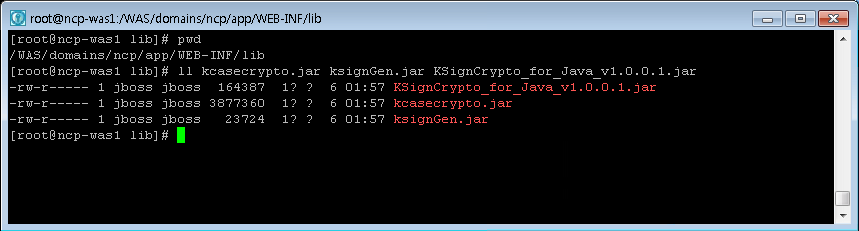 root@ncp-was1:/WAS/domains/ncp/app/WEB-INF/lib
[root@ncp-was1 lib]# pwd
/WAS/domains/ncp/app/WEB-INF/lib
[root@ncp-was1 lib]# ll kcasecrypto.jar ksignGen.jar KSignCrypto_for_Java_v1.0.0.1.jar
-rw-r----- 1 jboss jboss  164387  1? ?  6 01:57 KSignCrypto_for_Java_v1.0.0.1.jar
-rw-r----- 1 jboss jboss 3877360  1? ?  6 01:57 kcasecrypto.jar
-rw-r----- 1 jboss jboss   23724  1? ?  6 01:57 ksignGen.jar
[root@ncp-was1 lib]#